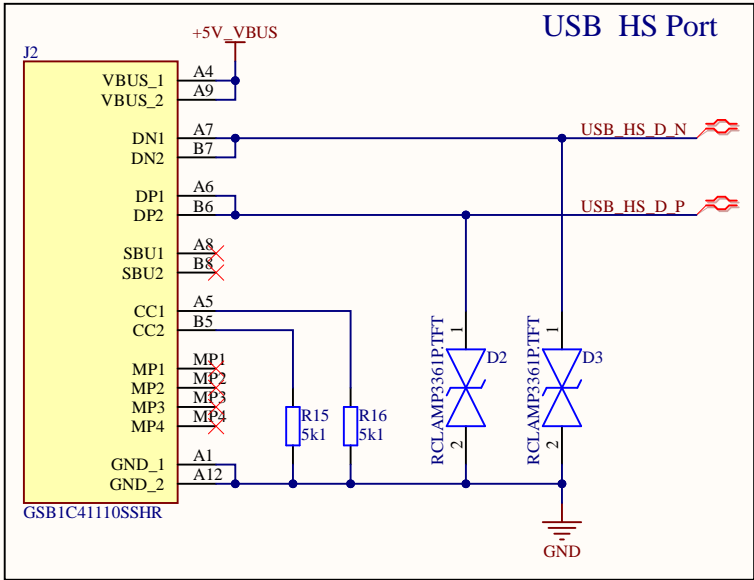 USB HS Port
+5V_VBUS
J2
VBUS_1 A4
VBUS_2 A9
DN1 A7 USB_HS_D_N
DN2 B7
DP1 A6
DP2 B6 USB_HS_D_P
SBU1 A8
SBU2 B8
CC1 A5
CC2 B5
MP1 MP1
MP2 MP2
MP3 MP3
MP4 MP4
GND_1 A1
GND_2 A12
GSB1C41110SSHR
R15
5k1
R16
5k1
RCLAMP3361P.TFT
1
D2
2
RCLAMP3361P.TFT
1
D3
2
GND